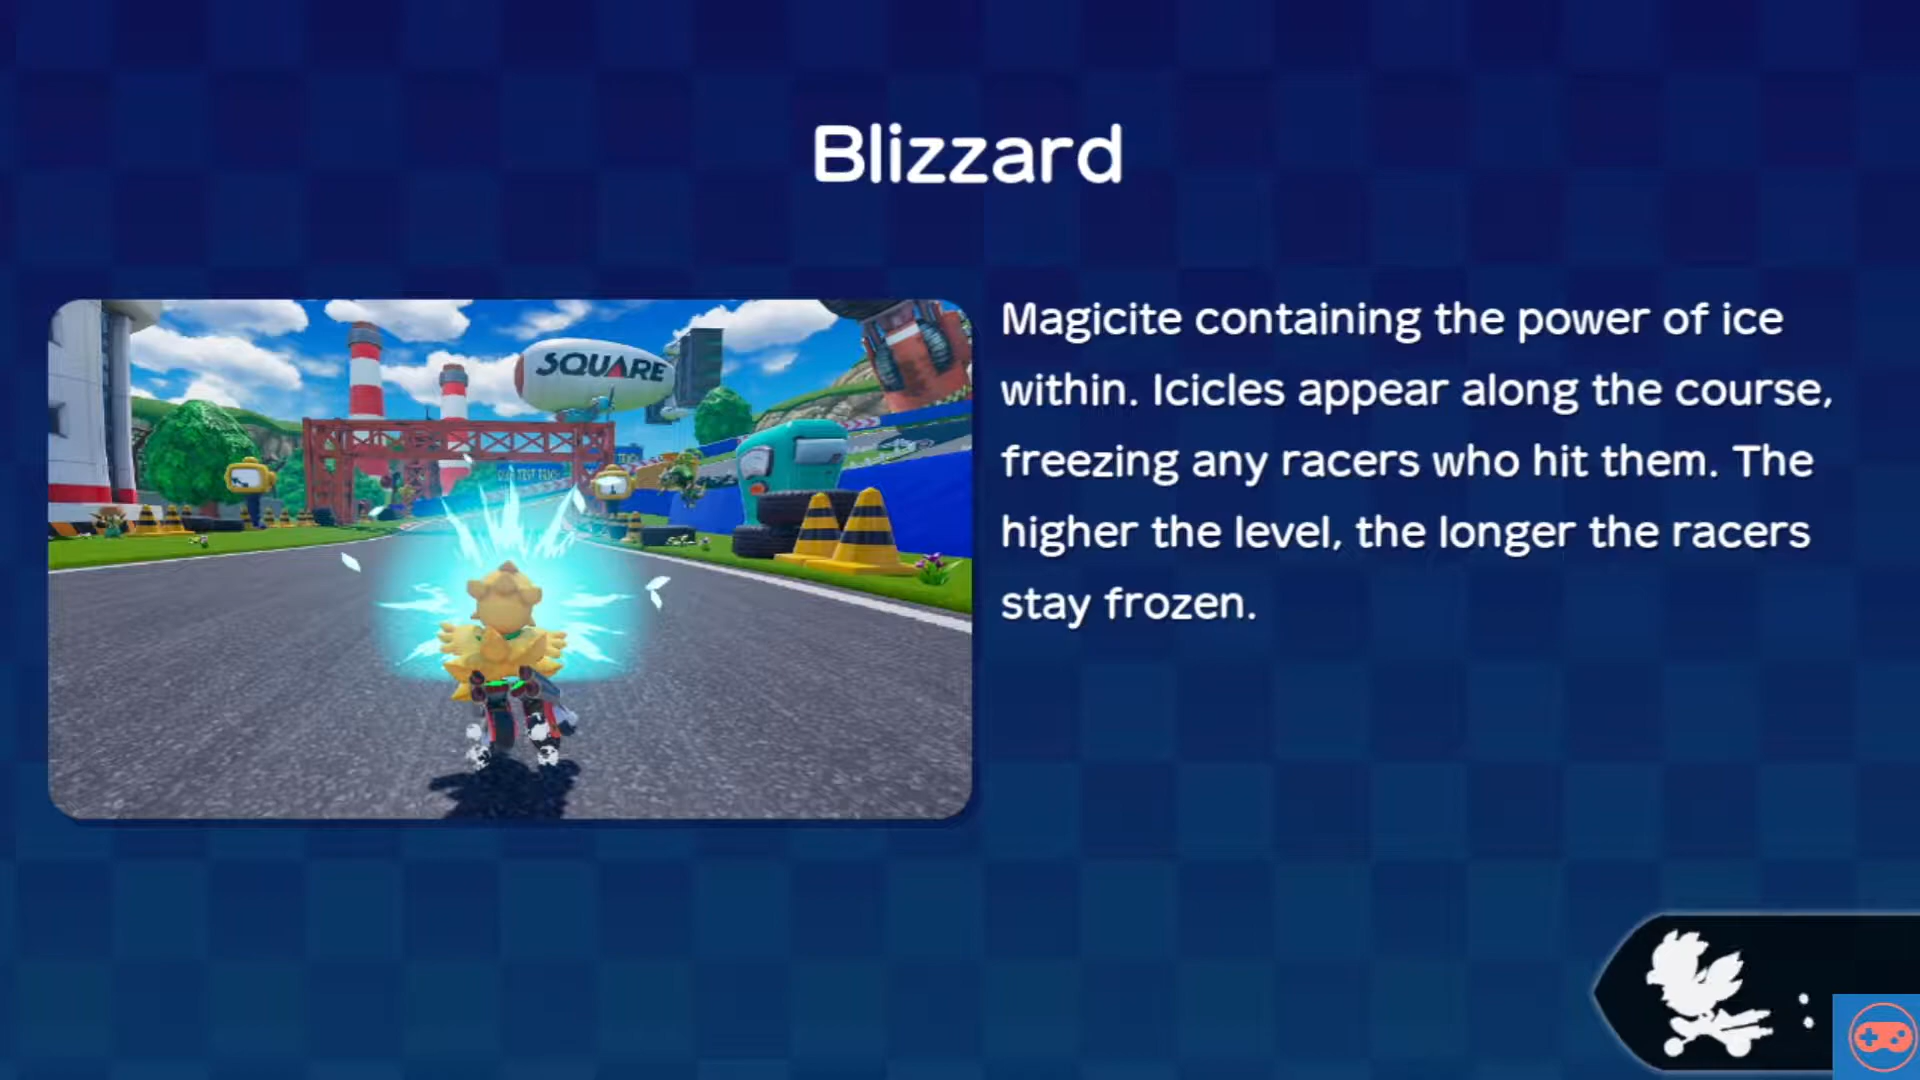 Blizzard
SQUARE
Magicite containing the power of ice
within. Icicles appear along the course,
freezing any racers who hit them. The
higher the level, the longer the racers
stay frozen.